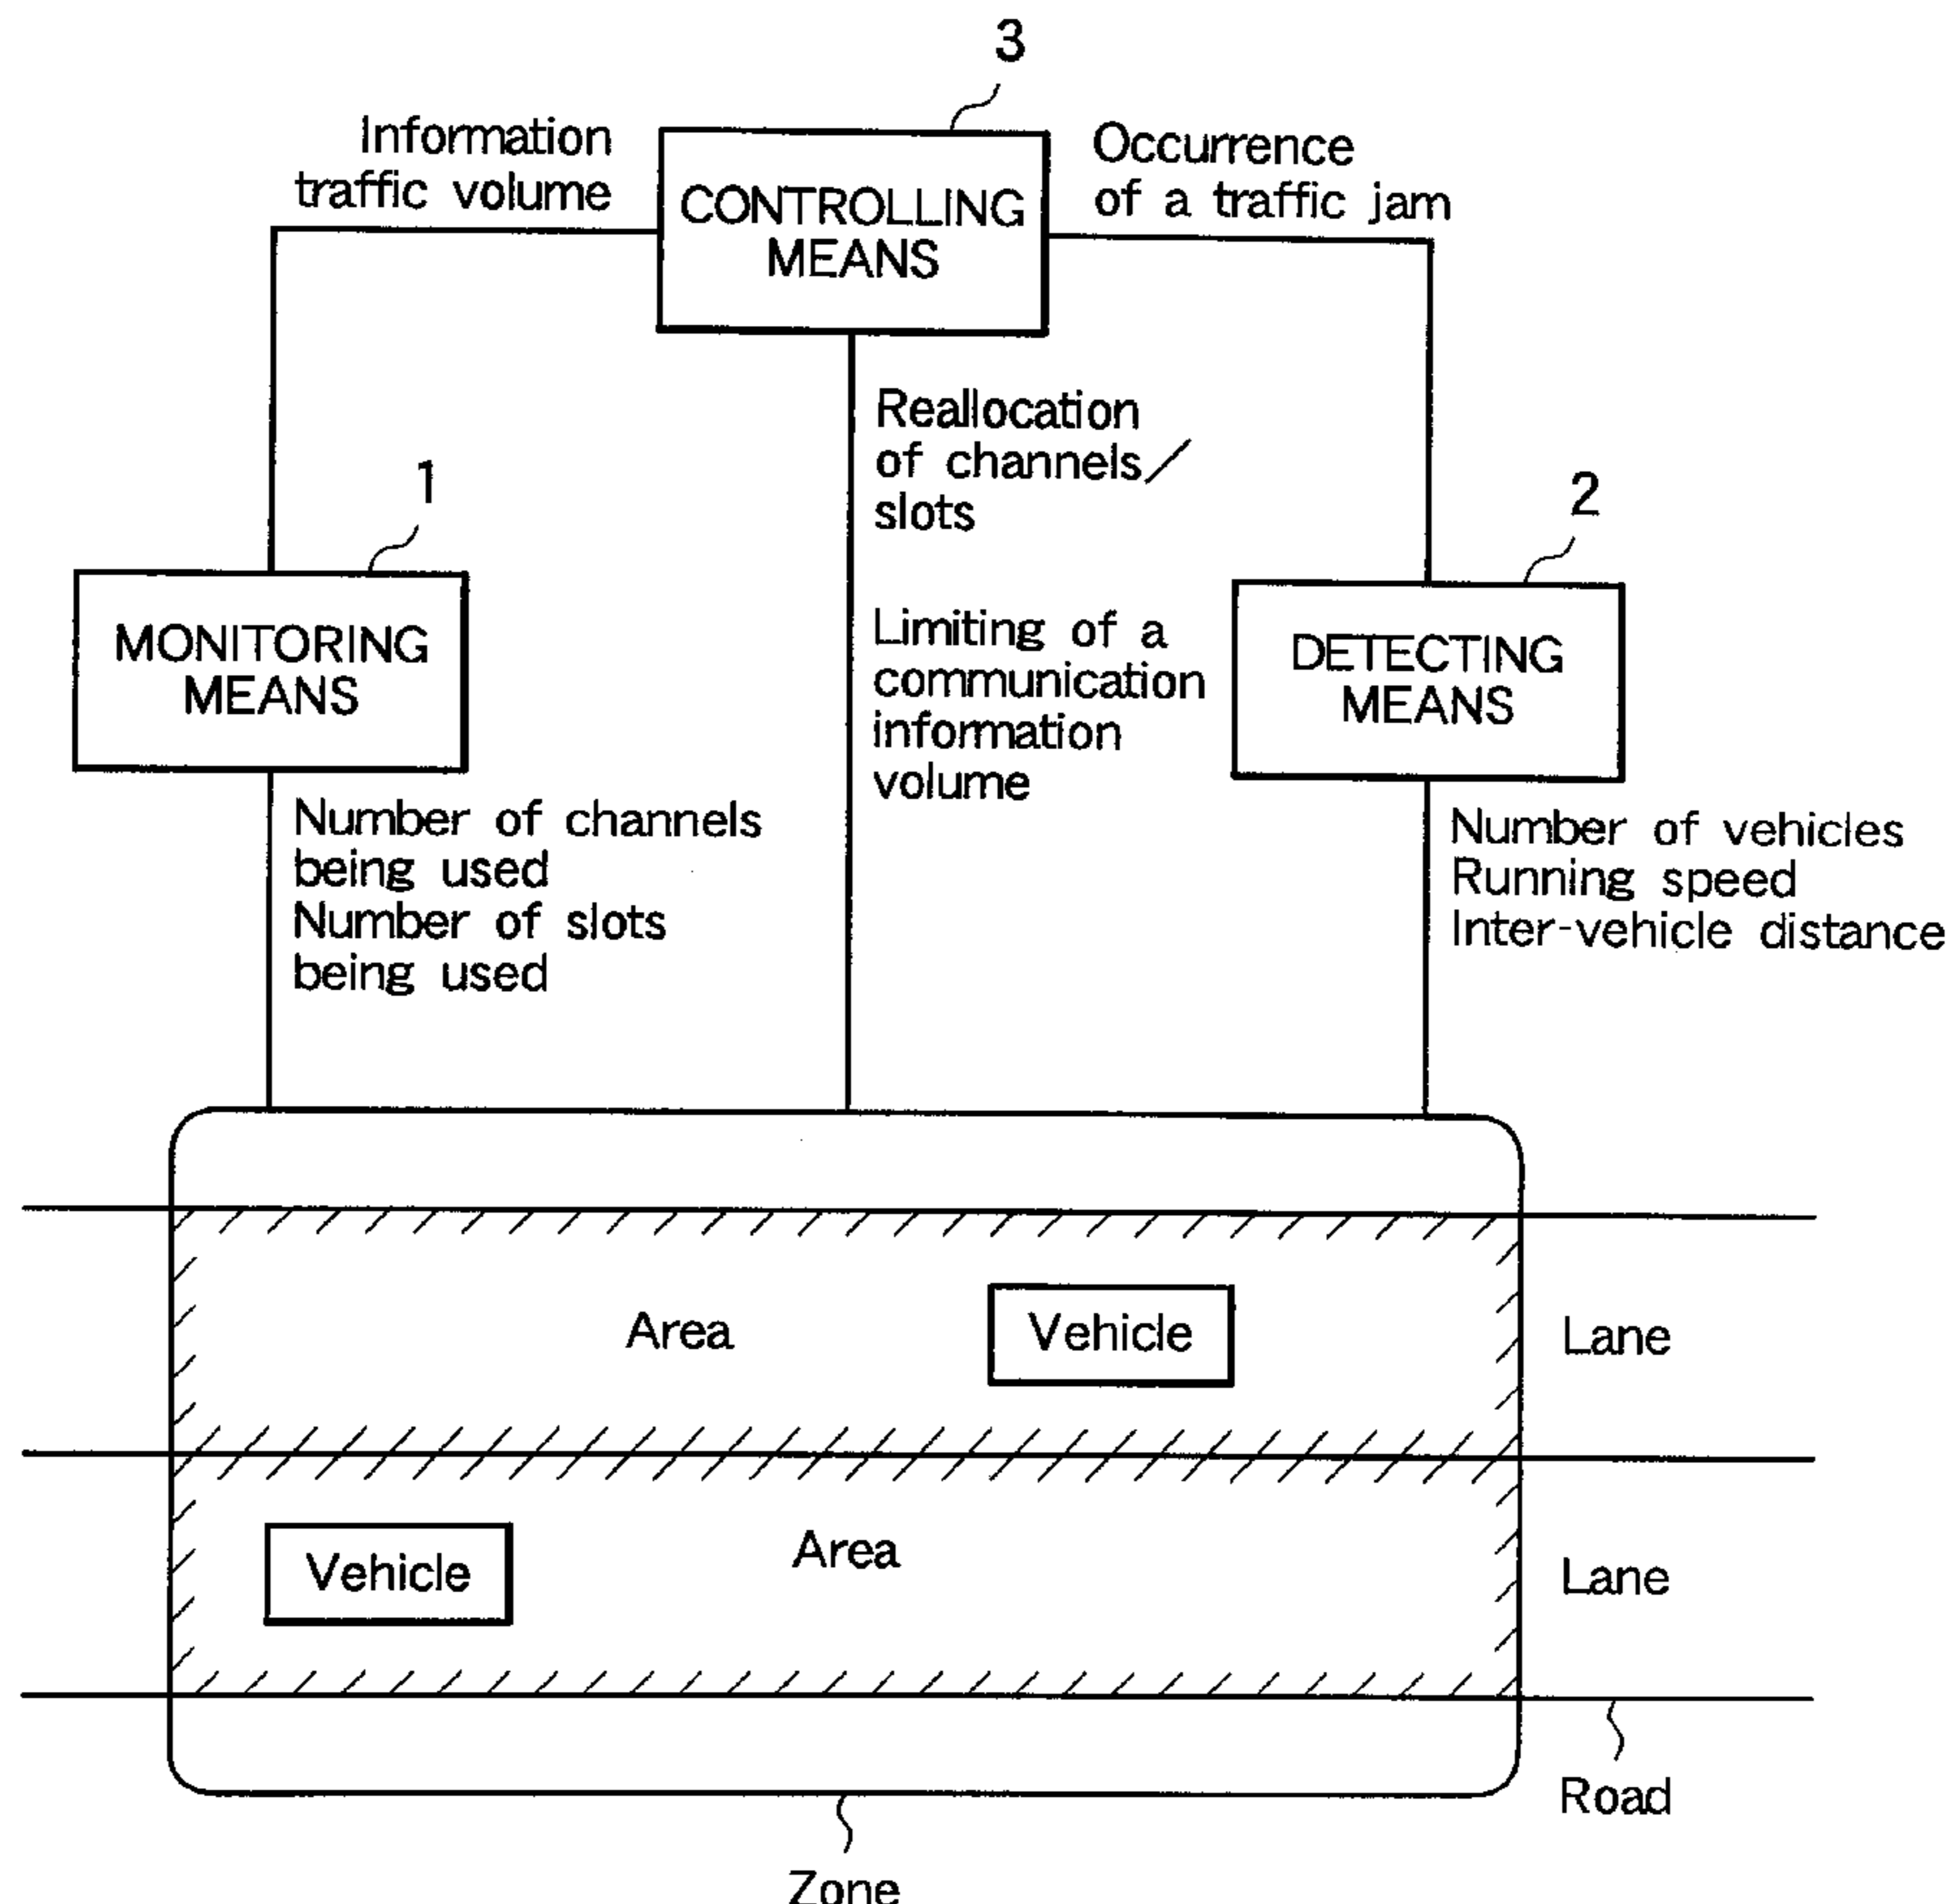 3
Information
traffic volume
CONTROLLING
MEANS
Occurrence
of a traffic jam
Reallocation
of channels/
slots
1
2
MONITORING
MEANS
Limiting of a
communication
information
volume
DETECTING
MEANS
Number of channels
being used
Number of slots
being used
Number of vehicles
Running speed
Inter-vehicle distance
Area
Vehicle
Lane
Vehicle
Area
Lane
Road
Zone